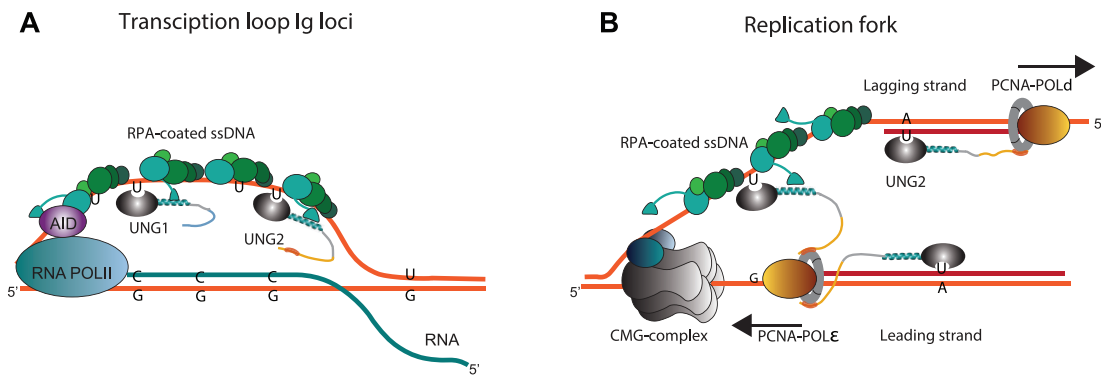 A Transciption loop Ig loci
RPA-coated ssDNA
U U U U
AID
UNG1
UNG2
RNA POLII
C C C U
5'
G G G G
RNA
5'
B Replication fork
Lagging strand
PCNA-POLd
A
5'
U
RPA-coated ssDNA
UNG2
U
G
U
5'
A
CMG-complex
PCNA-POLε
Leading strand